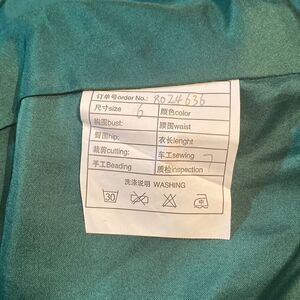 订单号order No.: R024636
尺寸size 6 颜色color
胸围bust: 腰围waist
臀围hip: 衣长lenght
裁剪cutting: 车工sewing 7
手工Beading 质检inspection
洗涤说明 WASHING
30 中